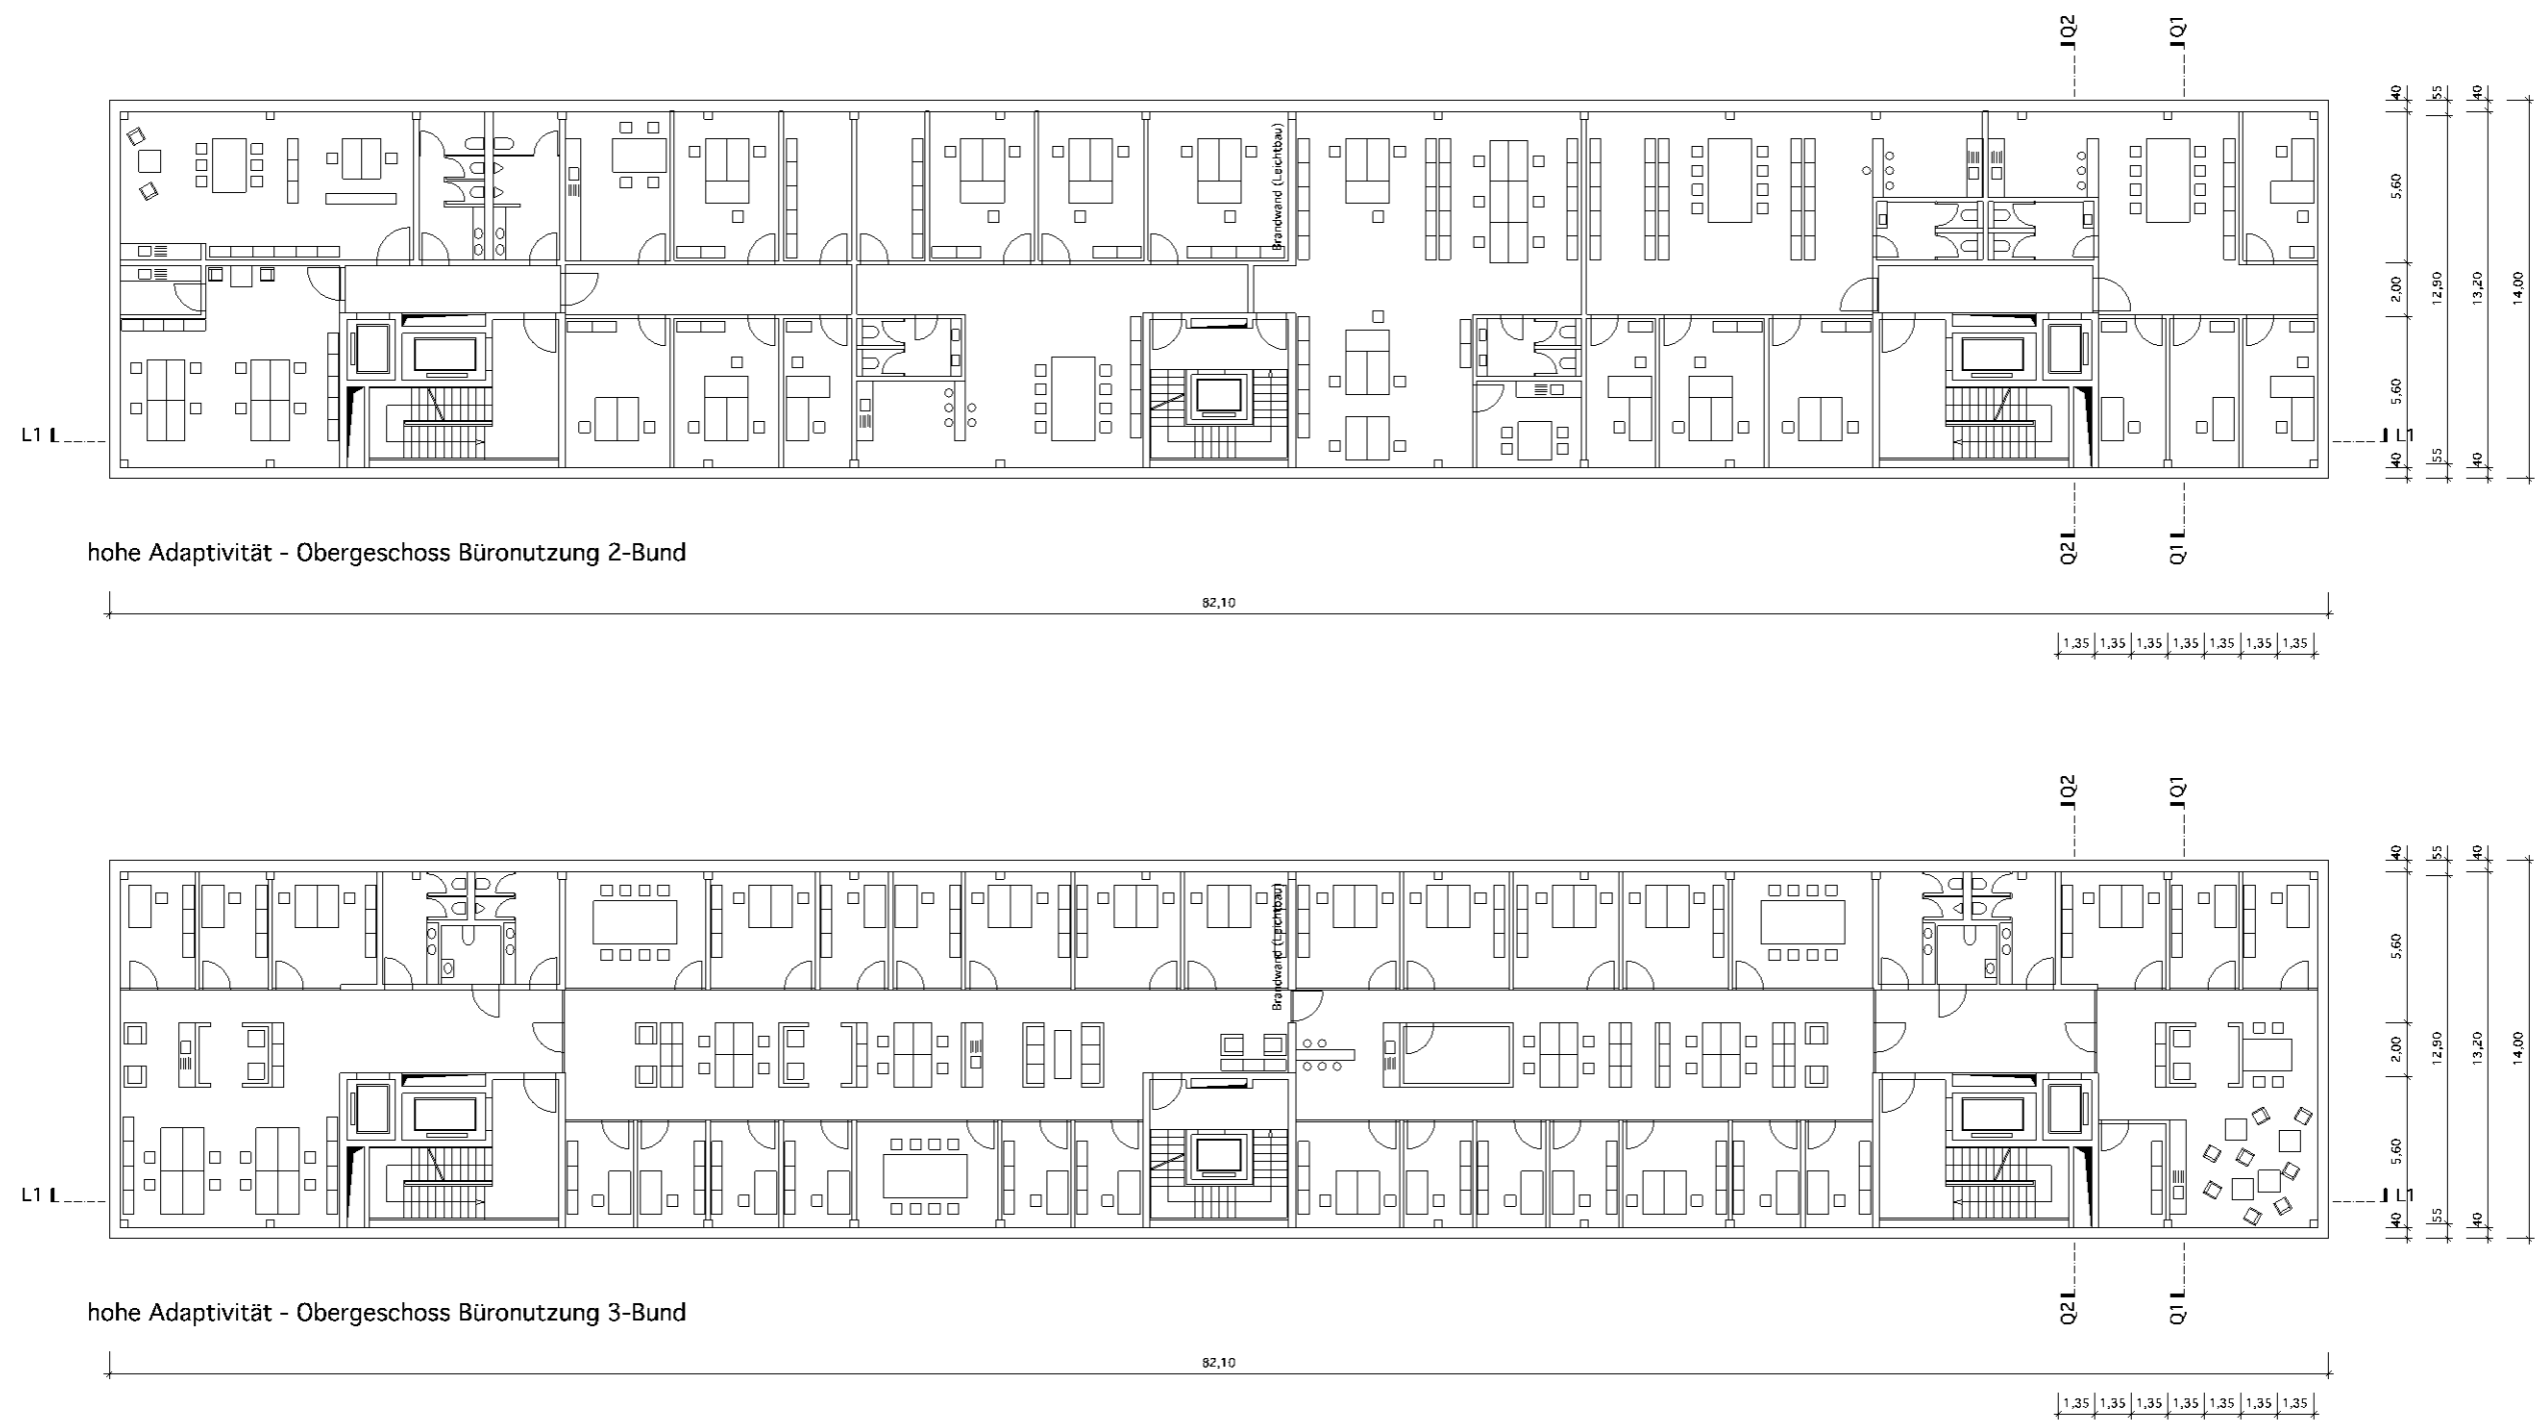 Q2 Q1
Brandwand (Leichtbau)
40 5,60 2,00 5,60 40
55 12,90 55
40 13,20 40
14,00
L1 L1
Q2 Q1
hohe Adaptivität - Obergeschoss Büronutzung 2-Bund
82,10
1,35 1,35 1,35 1,35 1,35 1,35 1,35
Q2 Q1
Brandwand (Leichtbau)
40 5,60 2,00 5,60 40
55 12,90 55
40 13,20 40
14,00
L1 L1
Q2 Q1
hohe Adaptivität - Obergeschoss Büronutzung 3-Bund
82,10
1,35 1,35 1,35 1,35 1,35 1,35 1,35